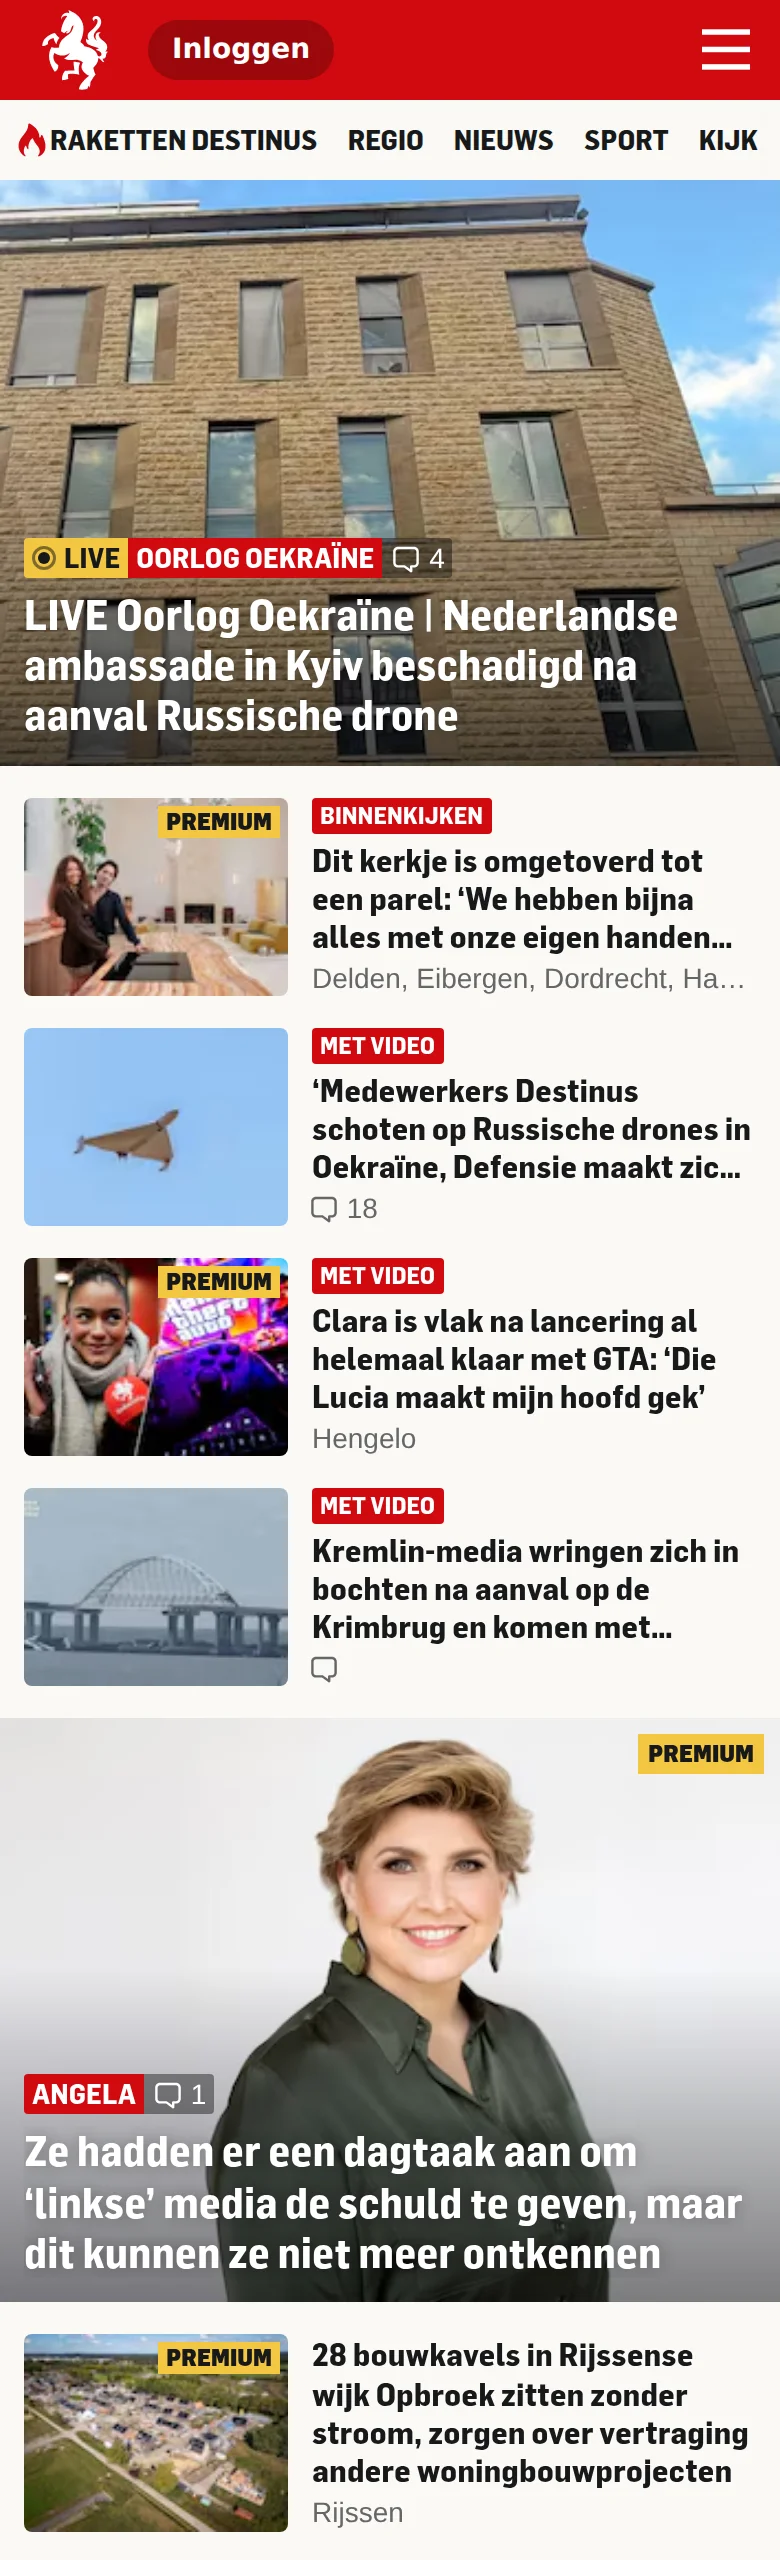 Inloggen
RAKETTEN DESTINUS REGIO NIEUWS SPORT KIJK
LIVE OORLOG OEKRAÏNE 4
LIVE Oorlog Oekraïne | Nederlandse
ambassade in Kyiv beschadigd na
aanval Russische drone
PREMIUM
BINNENKIJKEN
Dit kerkje is omgetoverd tot
een parel: ‘We hebben bijna
alles met onze eigen handen...
Delden, Eibergen, Dordrecht, Ha...
MET VIDEO
‘Medewerkers Destinus
schoten op Russische drones in
Oekraïne, Defensie maakt zic...
18
PREMIUM
MET VIDEO
Clara is vlak na lancering al
helemaal klaar met GTA: ‘Die
Lucia maakt mijn hoofd gek’
Hengelo
MET VIDEO
Kremlin-media wringen zich in
bochten na aanval op de
Krimbrug en komen met...
PREMIUM
ANGELA 1
Ze hadden er een dagtaak aan om
‘linkse’ media de schuld te geven, maar
dit kunnen ze niet meer ontkennen
PREMIUM
28 bouwkavels in Rijssense
wijk Opbroek zitten zonder
stroom, zorgen over vertraging
andere woningbouwprojecten
Rijssen